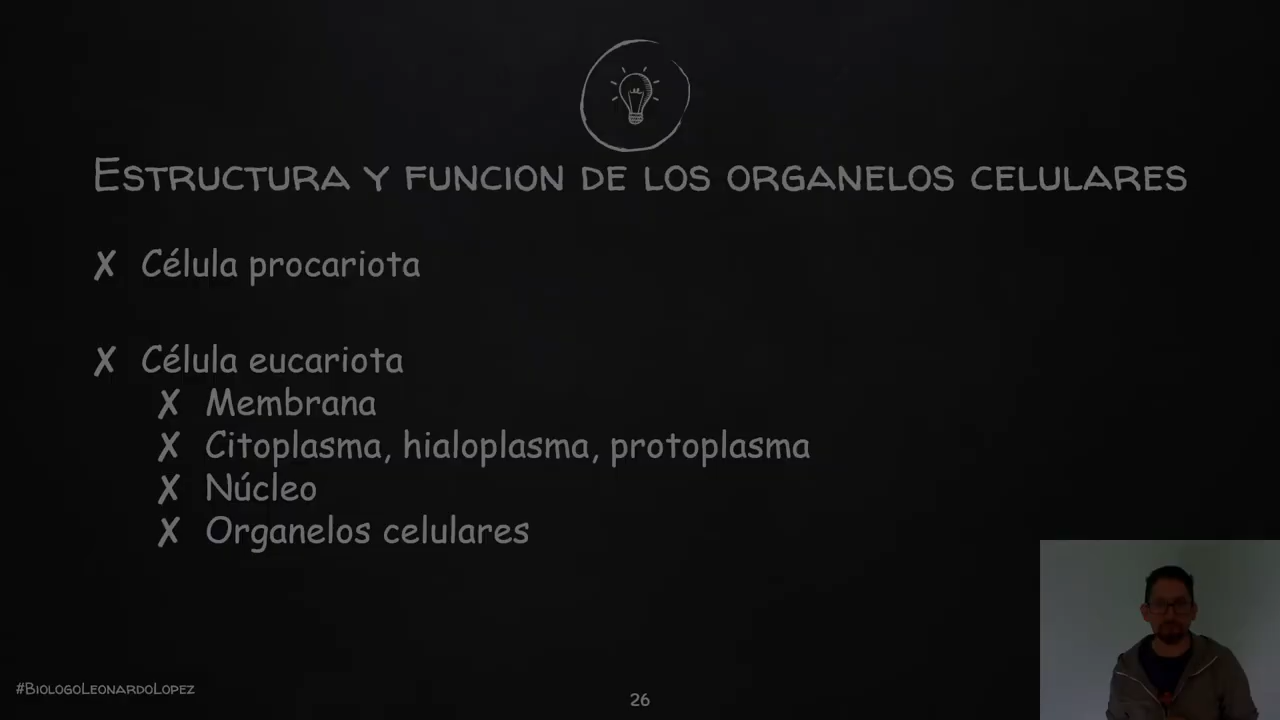 Estructura y funcion de los organelos celulares
✗ Célula procariota
✗ Célula eucariota
✗ Membrana
✗ Citoplasma, hialoplasma, protoplasma
✗ Núcleo
✗ Organelos celulares
#BiologoLeonardoLopez
26